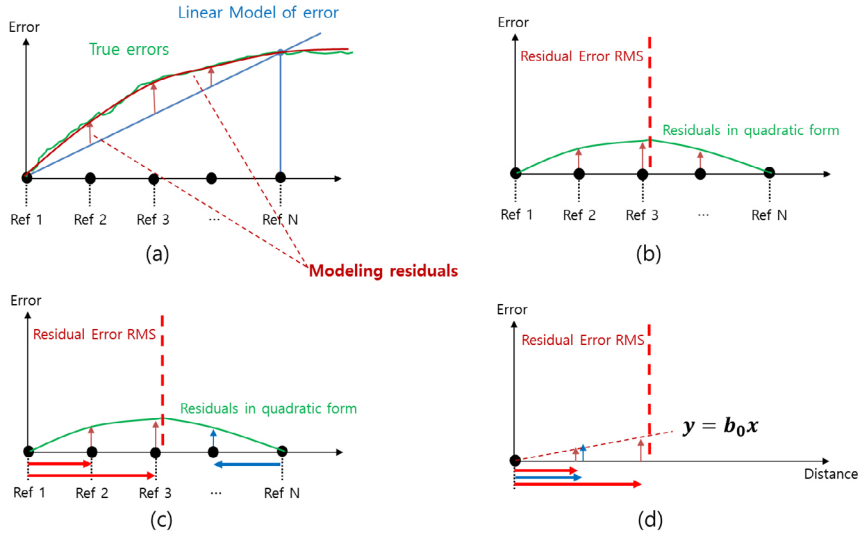 Error
Linear Model of error
True errors
Ref 1
Ref 2
Ref 3
...
Ref N
(a)
Modeling residuals
Error
Residual Error RMS
Residuals in quadratic form
Ref 1
Ref 2
Ref 3
...
Ref N
(b)
Error
Residual Error RMS
Residuals in quadratic form
Ref 1
Ref 2
Ref 3
...
Ref N
(c)
Error
Residual Error RMS
y = b₀x
Distance
(d)